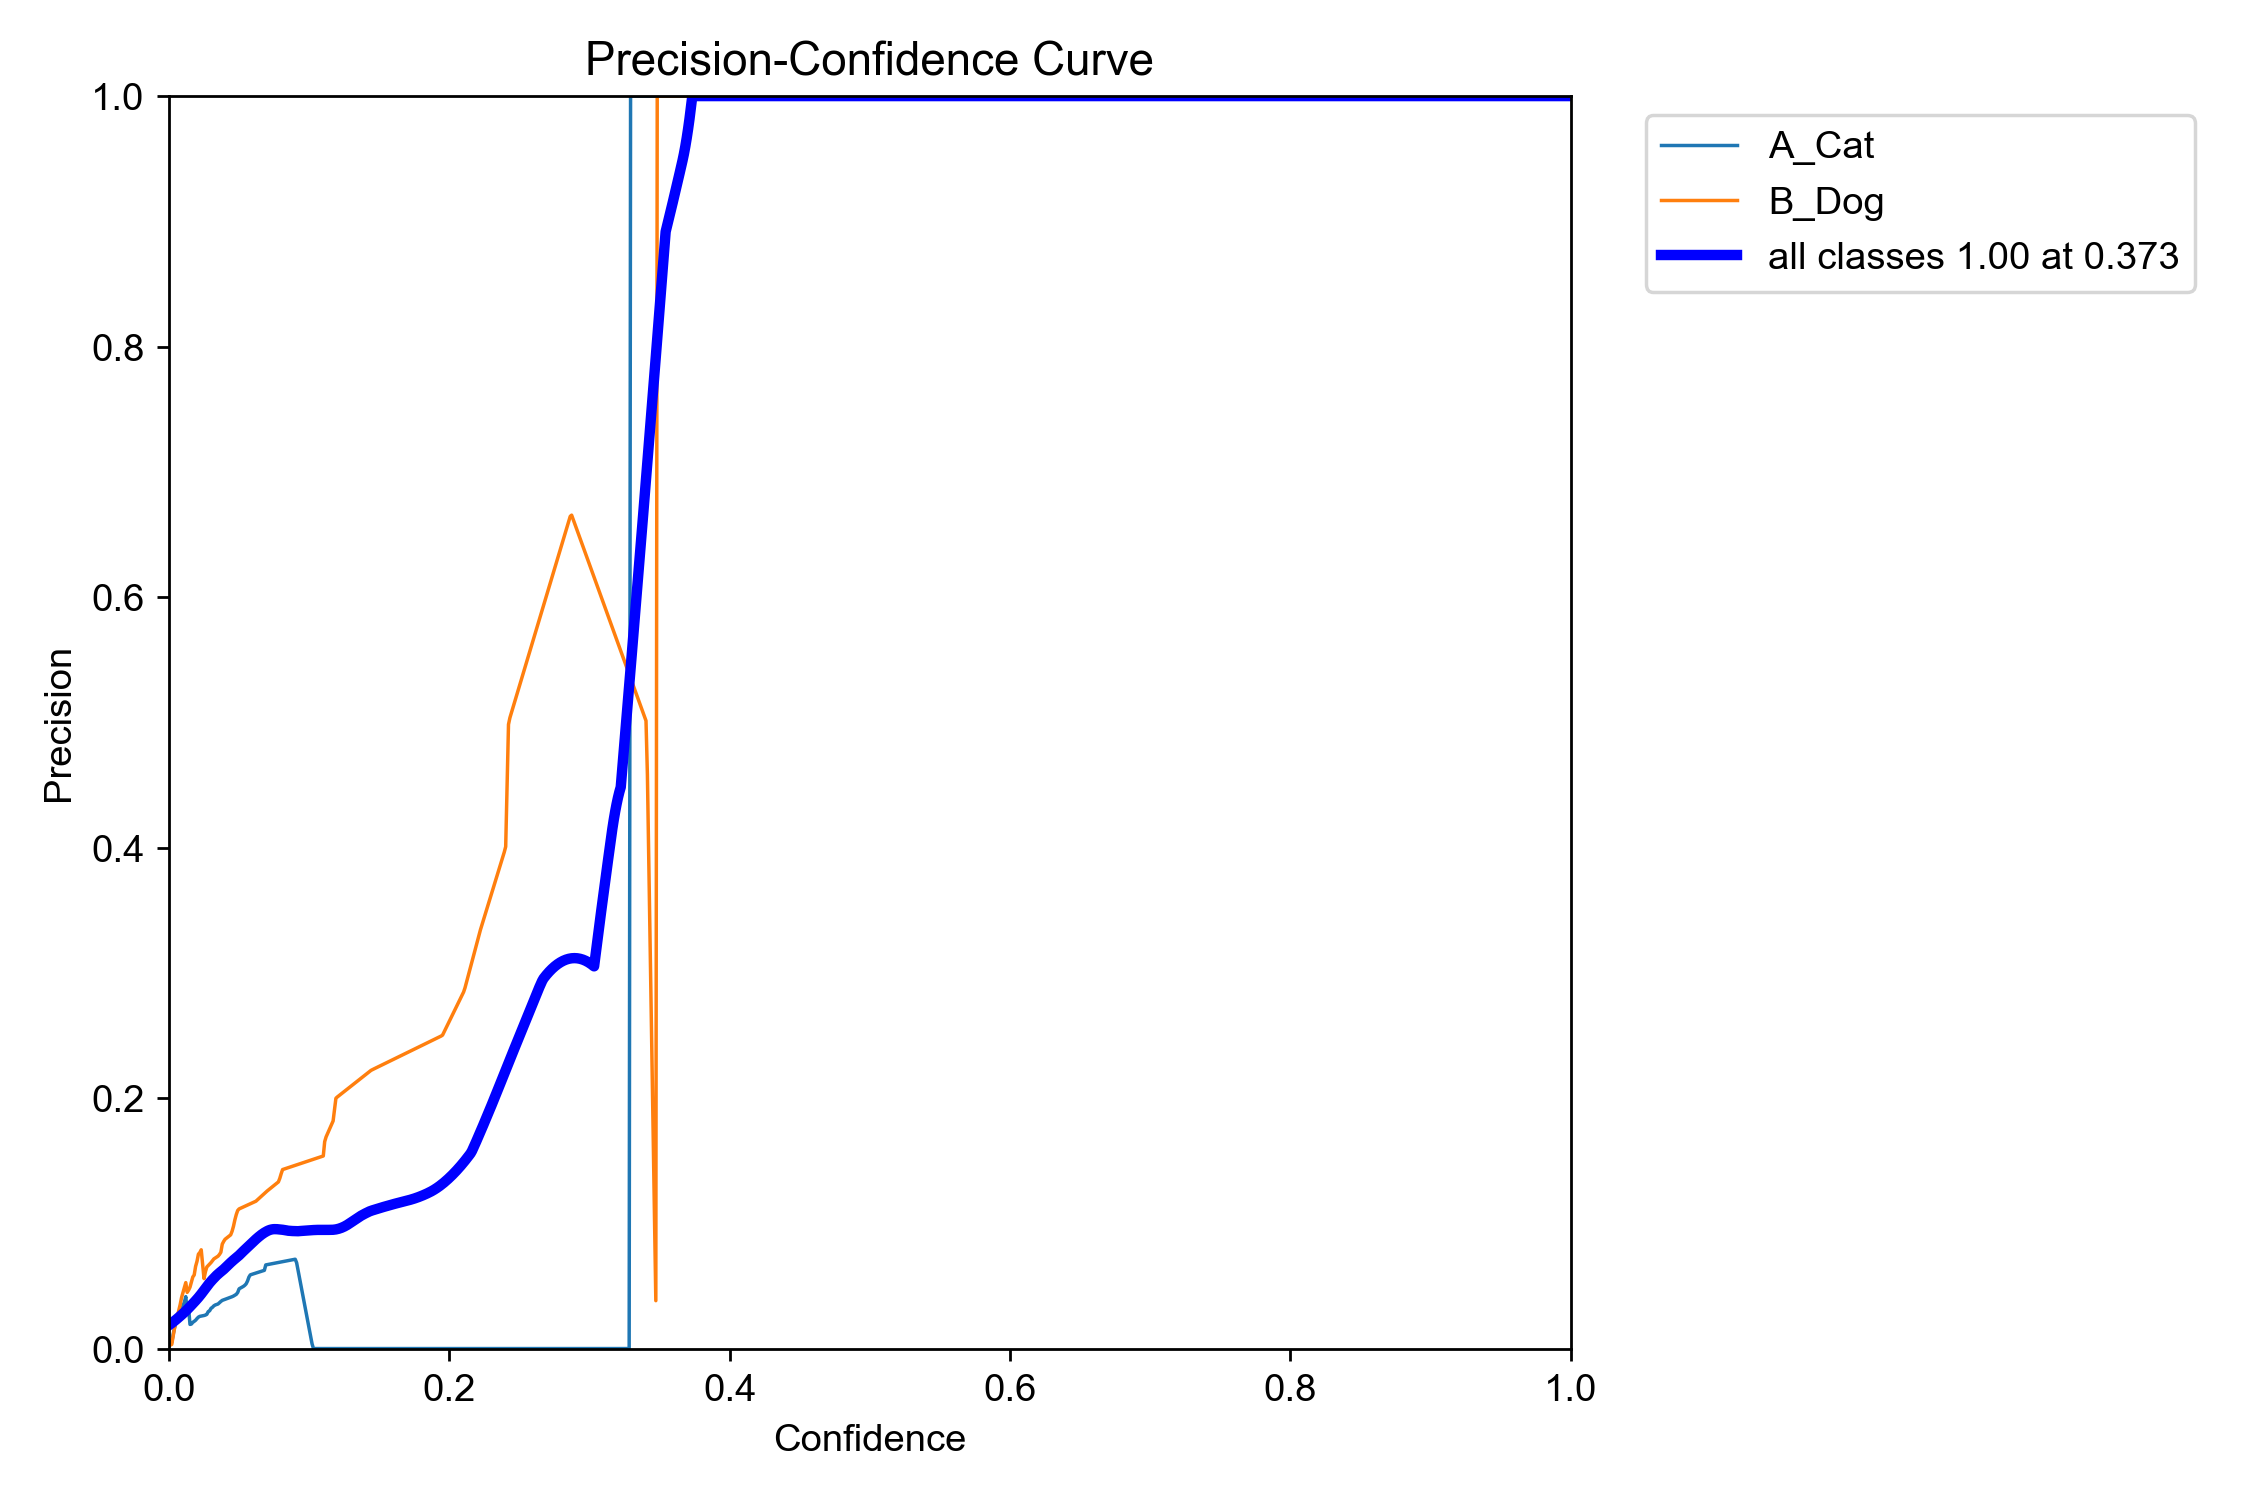 Precision-Confidence Curve
1.0
0.8
0.6
0.4
0.2
0.0
Precision
0.0 0.2 0.4 0.6 0.8 1.0
Confidence
A_Cat
B_Dog
all classes 1.00 at 0.373